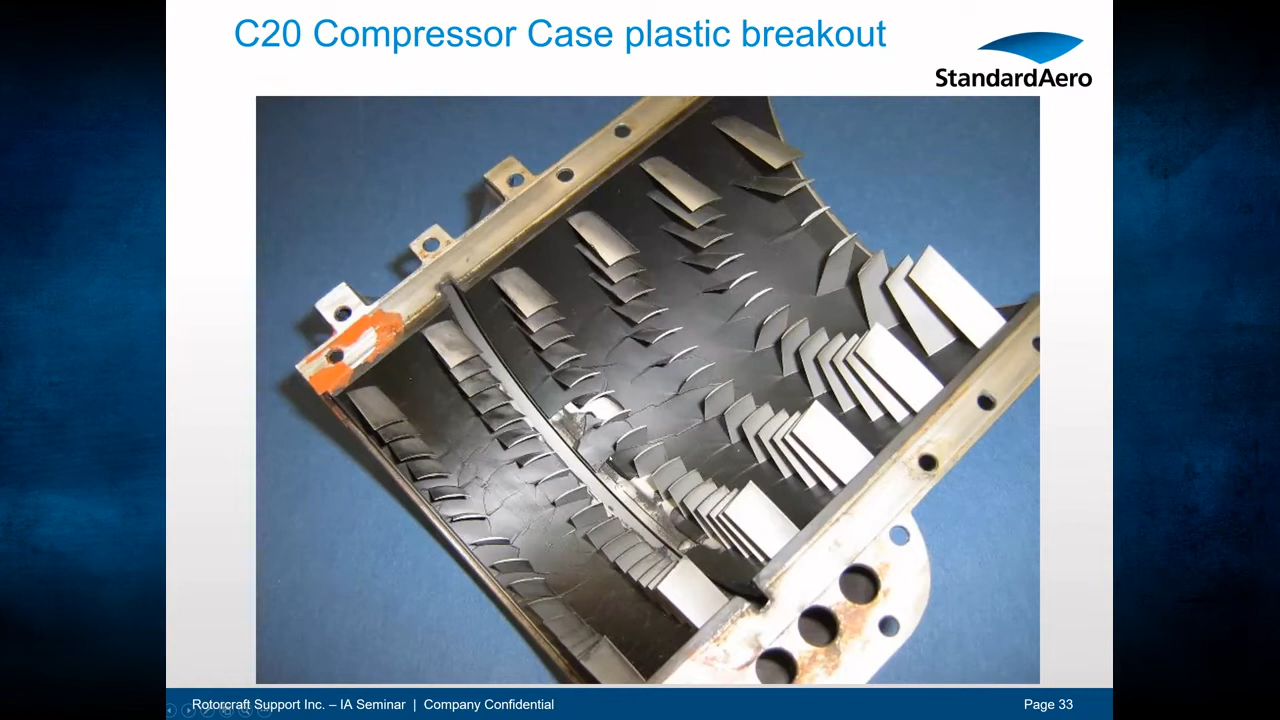 C20 Compressor Case plastic breakout
StandardAero
Rotorcraft Support Inc. – IA Seminar | Company Confidential
Page 33